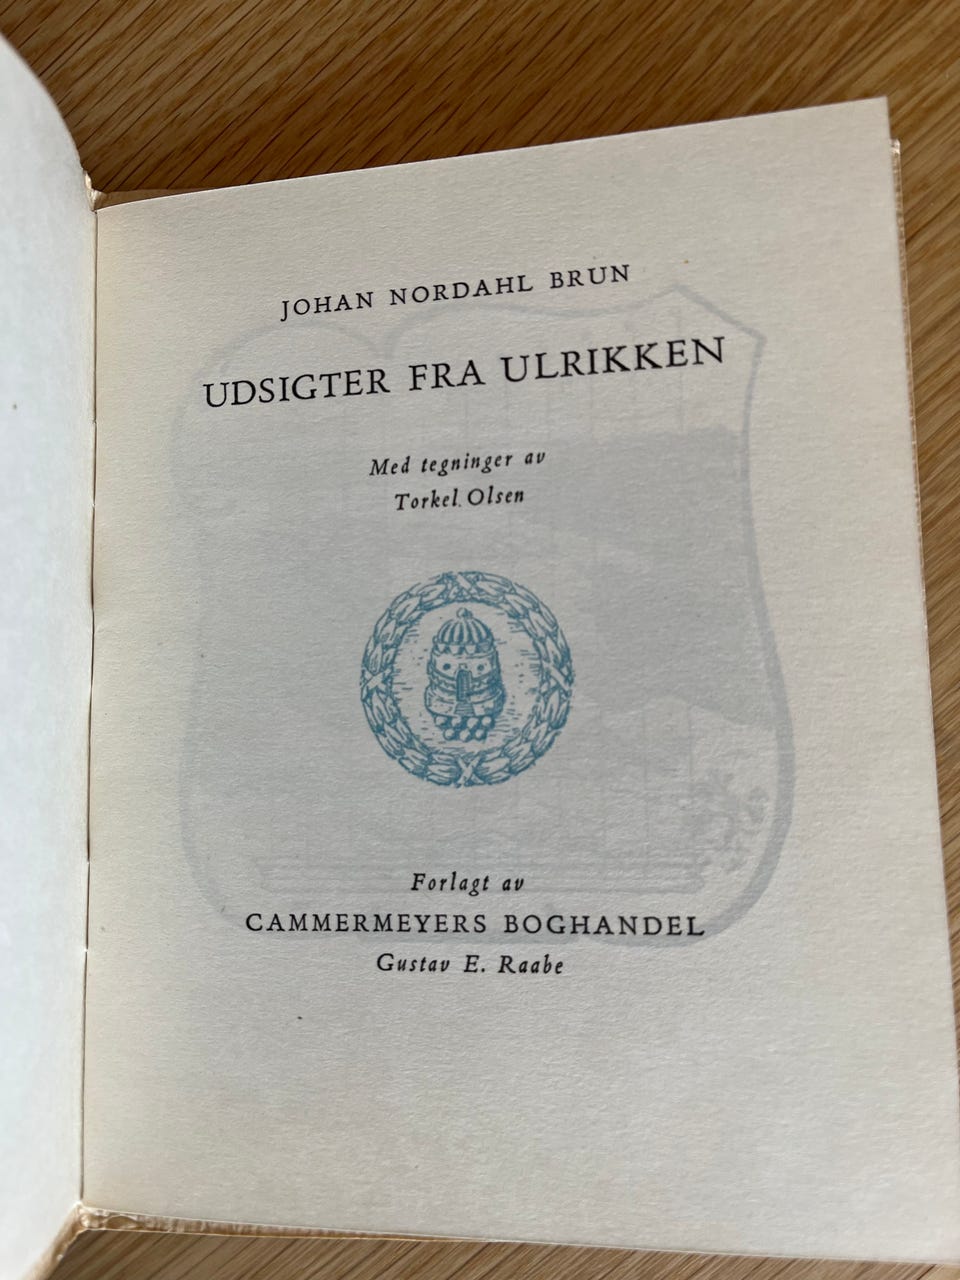 JOHAN NORDAHL BRUN
UDSIGTER FRA ULRIKKEN
Med tegninger av
Torkel Olsen
Forlagt av
CAMMERMEYERS BOGHANDEL
Gustav E. Raabe